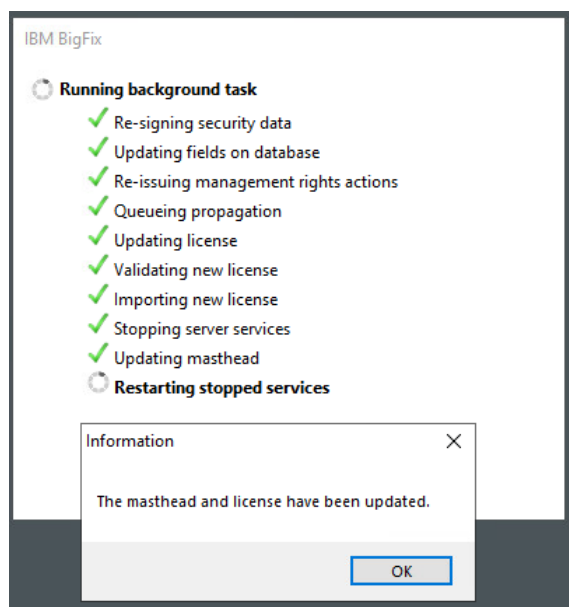 IBM BigFix
Running background task
Re-signing security data
Updating fields on database
Re-issuing management rights actions
Queueing propagation
Updating license
Validating new license
Importing new license
Stopping server services
Updating masthead
Restarting stopped services
Information
The masthead and license have been updated.
OK